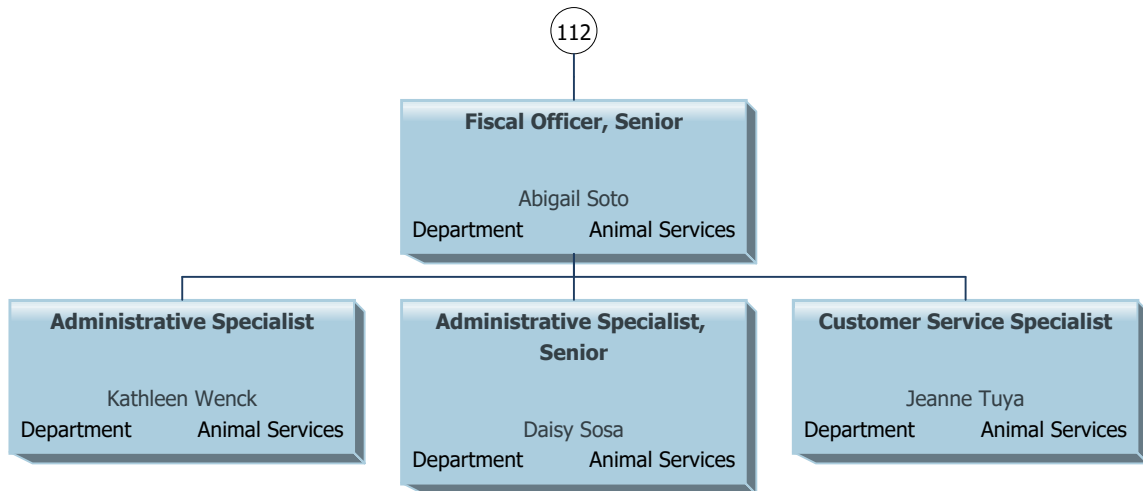 112
Fiscal Officer, Senior
Abigail Soto
Department Animal Services
Administrative Specialist
Kathleen Wenck
Department Animal Services
Administrative Specialist,
Senior
Daisy Sosa
Department Animal Services
Customer Service Specialist
Jeanne Tuya
Department Animal Services